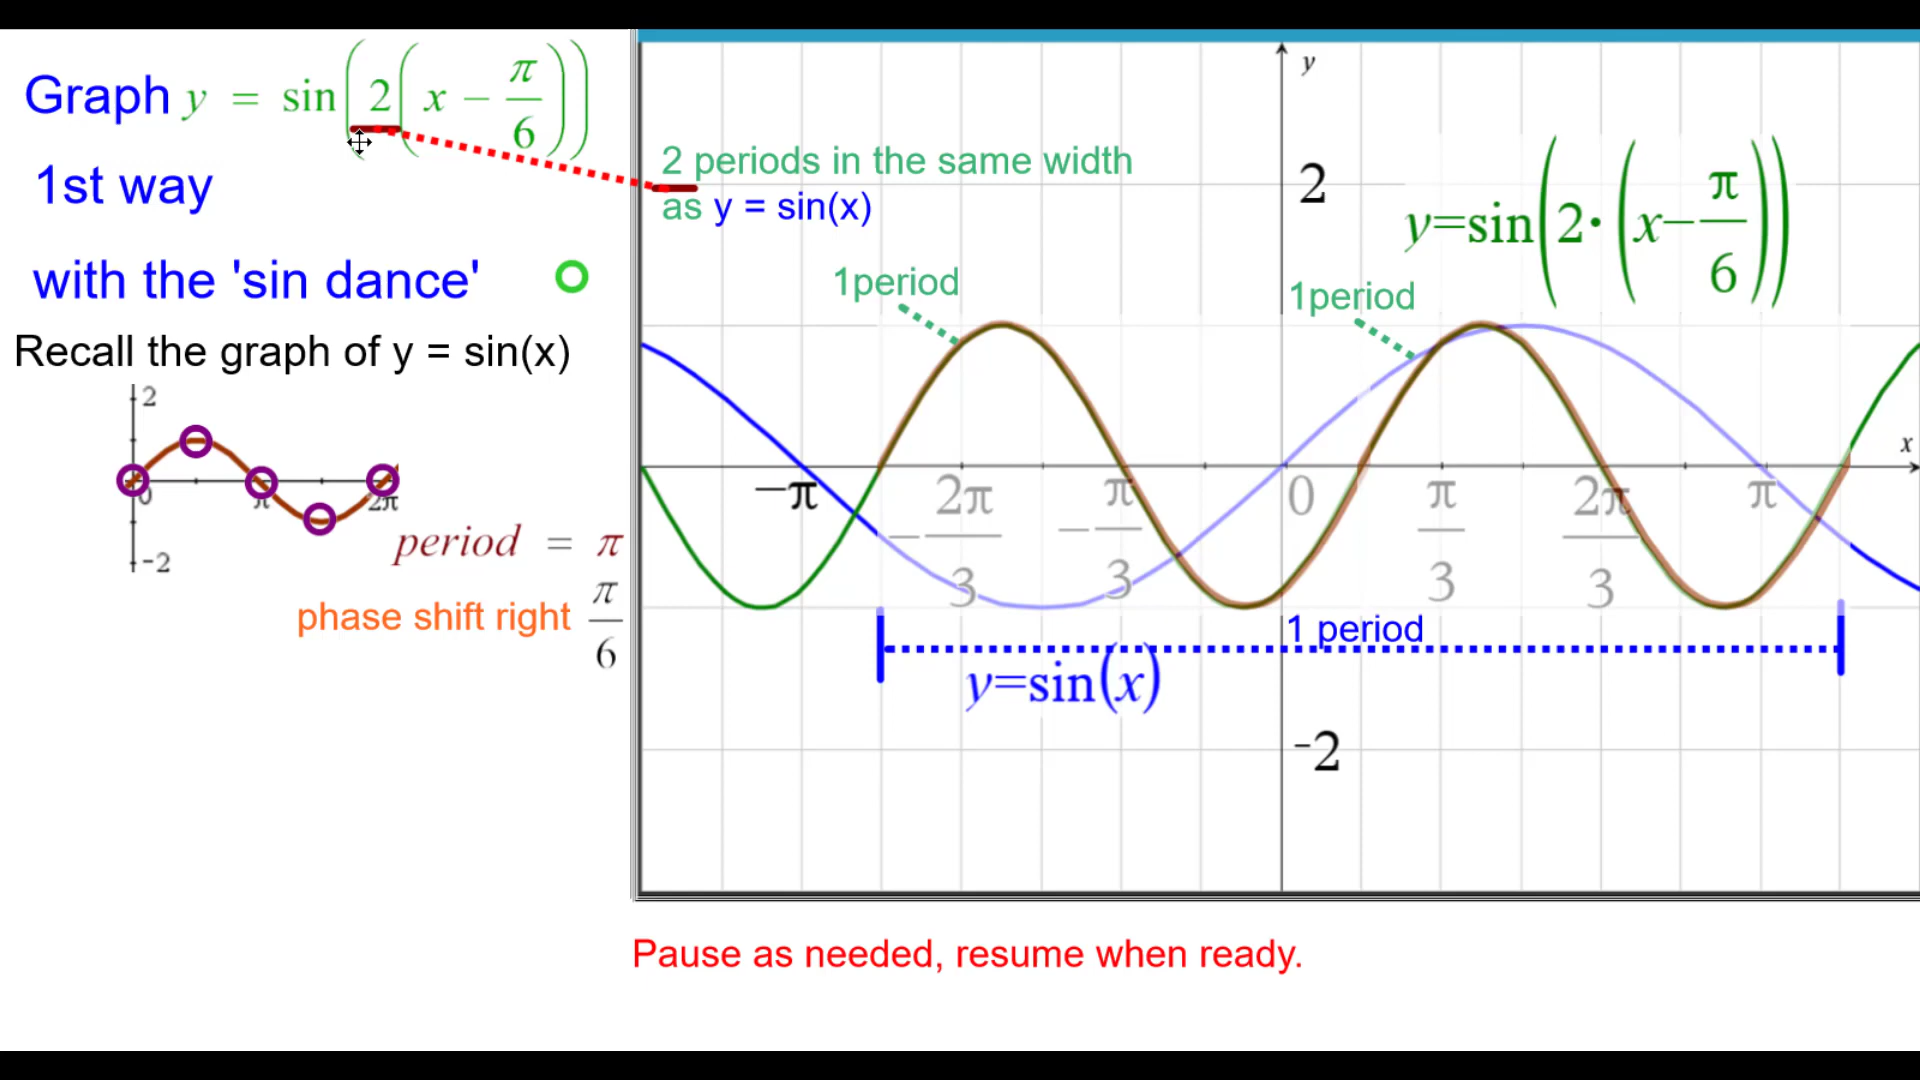 Graph y = sin(2(x − π/6))
1st way
with the 'sin dance'
Recall the graph of y = sin(x)
2
0
π
2π
-2
period = π
phase shift right π/6
2 periods in the same width
as y = sin(x)
1period
1period
y
2
y=sin(2·(x−π/6))
x
−π
−2π/3
−π/3
0
π/3
2π/3
π
1 period
y=sin(x)
-2
Pause as needed, resume when ready.